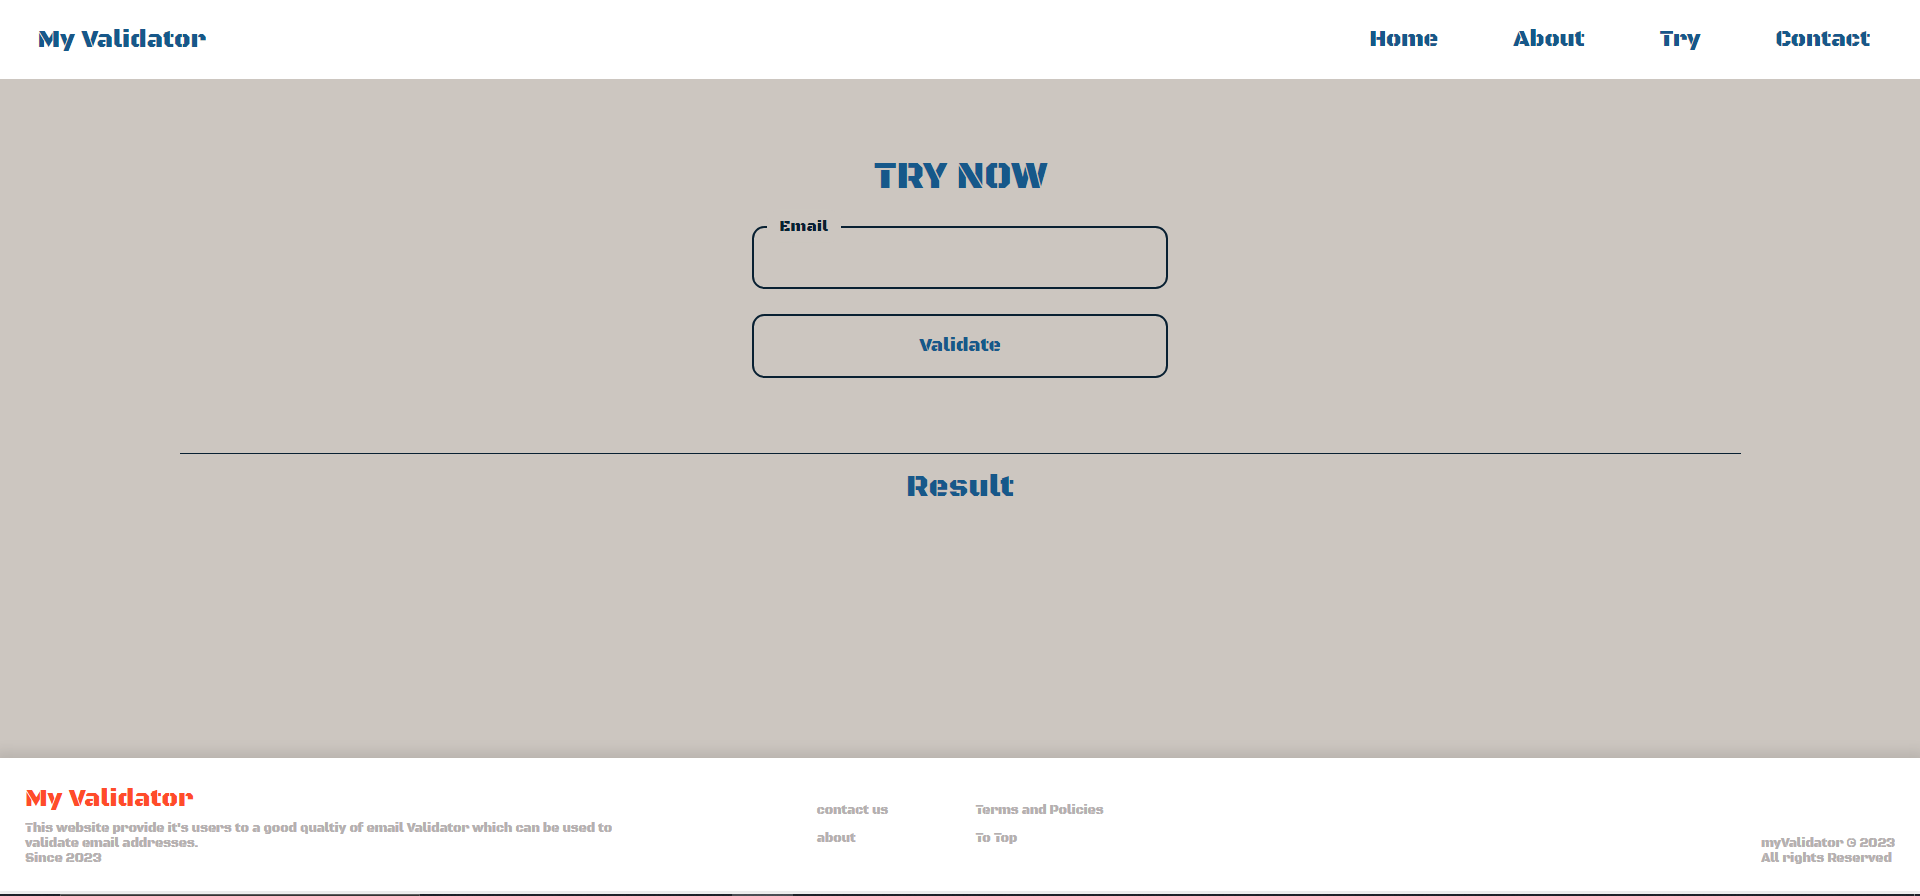 My Validator
Home
About
Try
Contact
TRY NOW
Email
Validate
Result
My Validator
This website provide it's users to a good qualtiy of email Validator which can be used to
validate email addresses.
Since 2023
contact us
about
Terms and Policies
To Top
myValidator © 2023
All rights Reserved